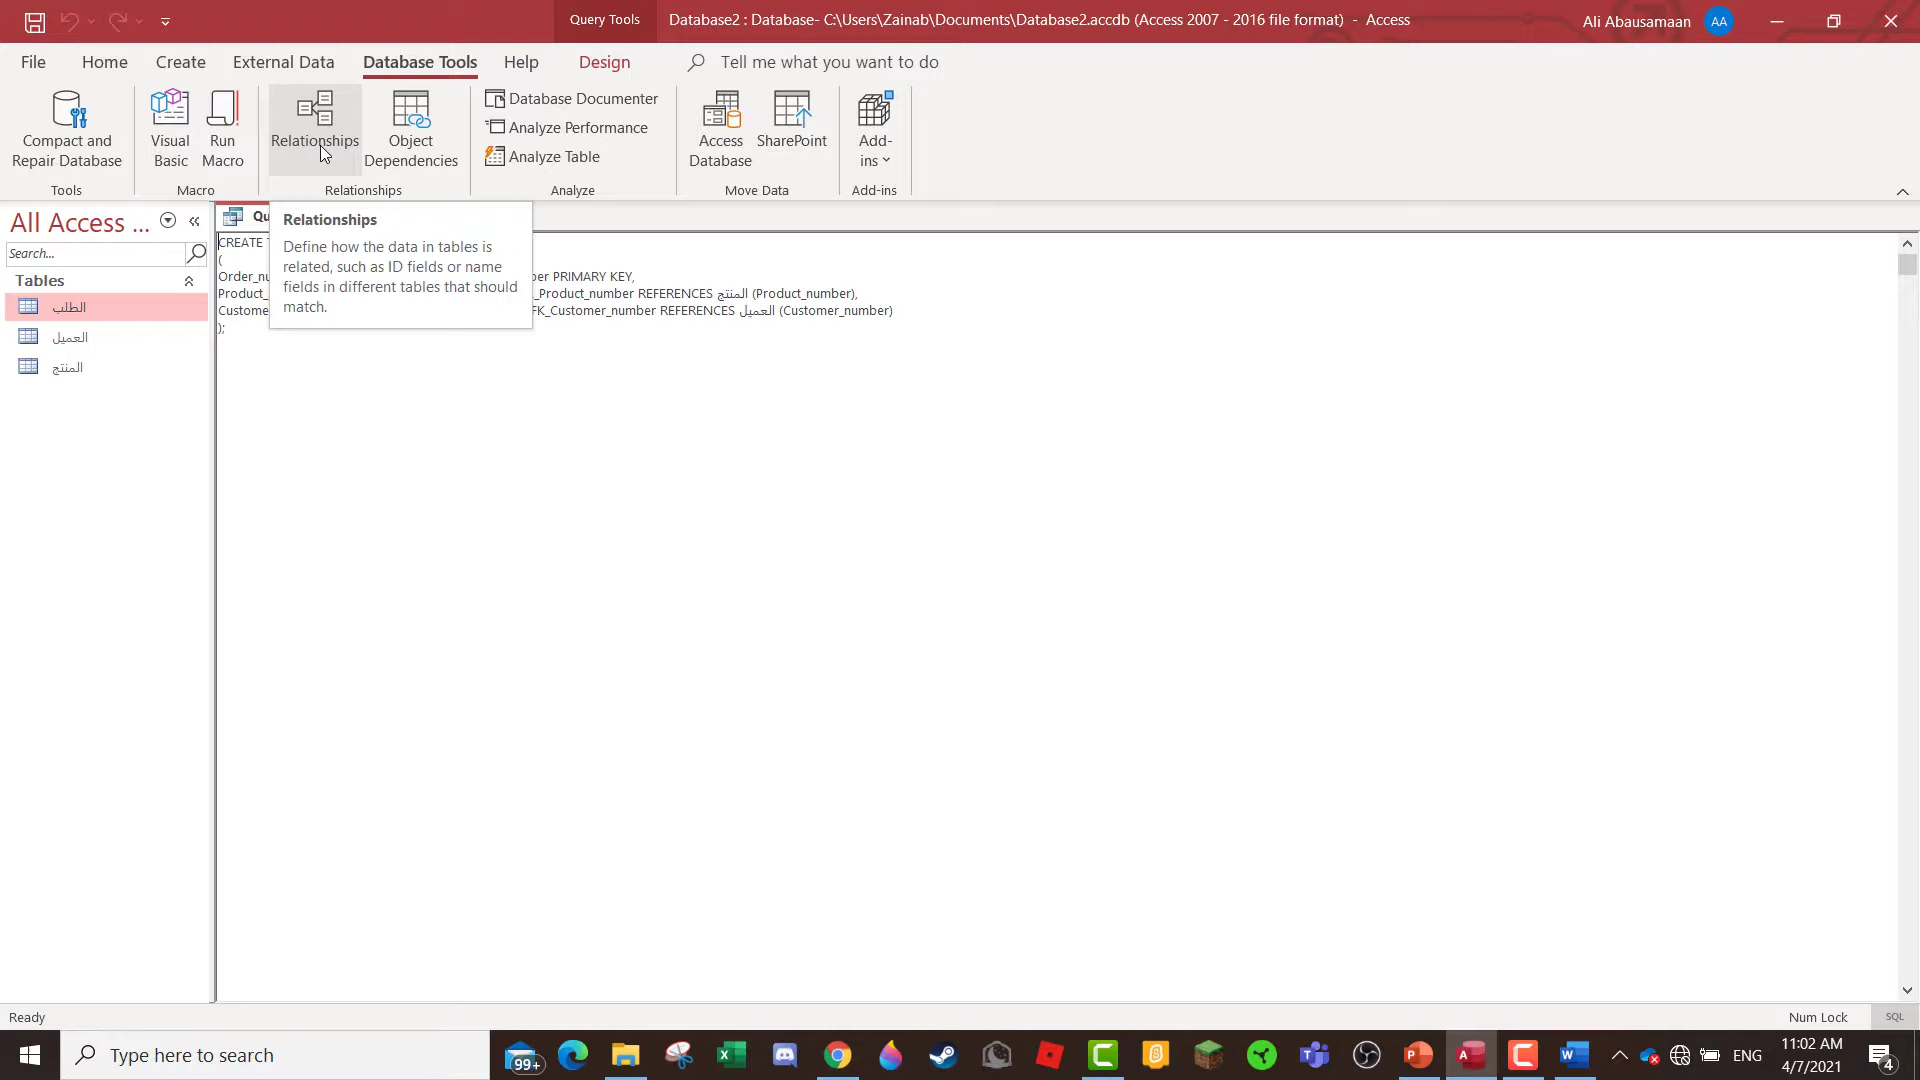 Query Tools
Database2 : Database- C:\Users\Zainab\Documents\Database2.accdb (Access 2007 - 2016 file format) - Access
Ali Abausamaan
AA
File
Home
Create
External Data
Database Tools
Help
Design
Tell me what you want to do
Compact and
Repair Database
Visual
Basic
Run
Macro
Relationships
Object
Dependencies
Database Documenter
Analyze Performance
Analyze Table
Access
Database
SharePoint
Add-
ins
Tools
Macro
Relationships
Analyze
Move Data
Add-ins
All Access ...
Search...
Tables
الطلب
العميل
المنتج
Qu
Relationships
Define how the data in tables is
related, such as ID fields or name
fields in different tables that should
match.
CREATE T
(
Order_nu
ber PRIMARY KEY,
Product_
_Product_number REFERENCES المنتج (Product_number),
Custome
FK_Customer_number REFERENCES العميل (Customer_number)
);
Ready
Num Lock
SQL
Type here to search
99+
ENG
11:02 AM
4/7/2021
4